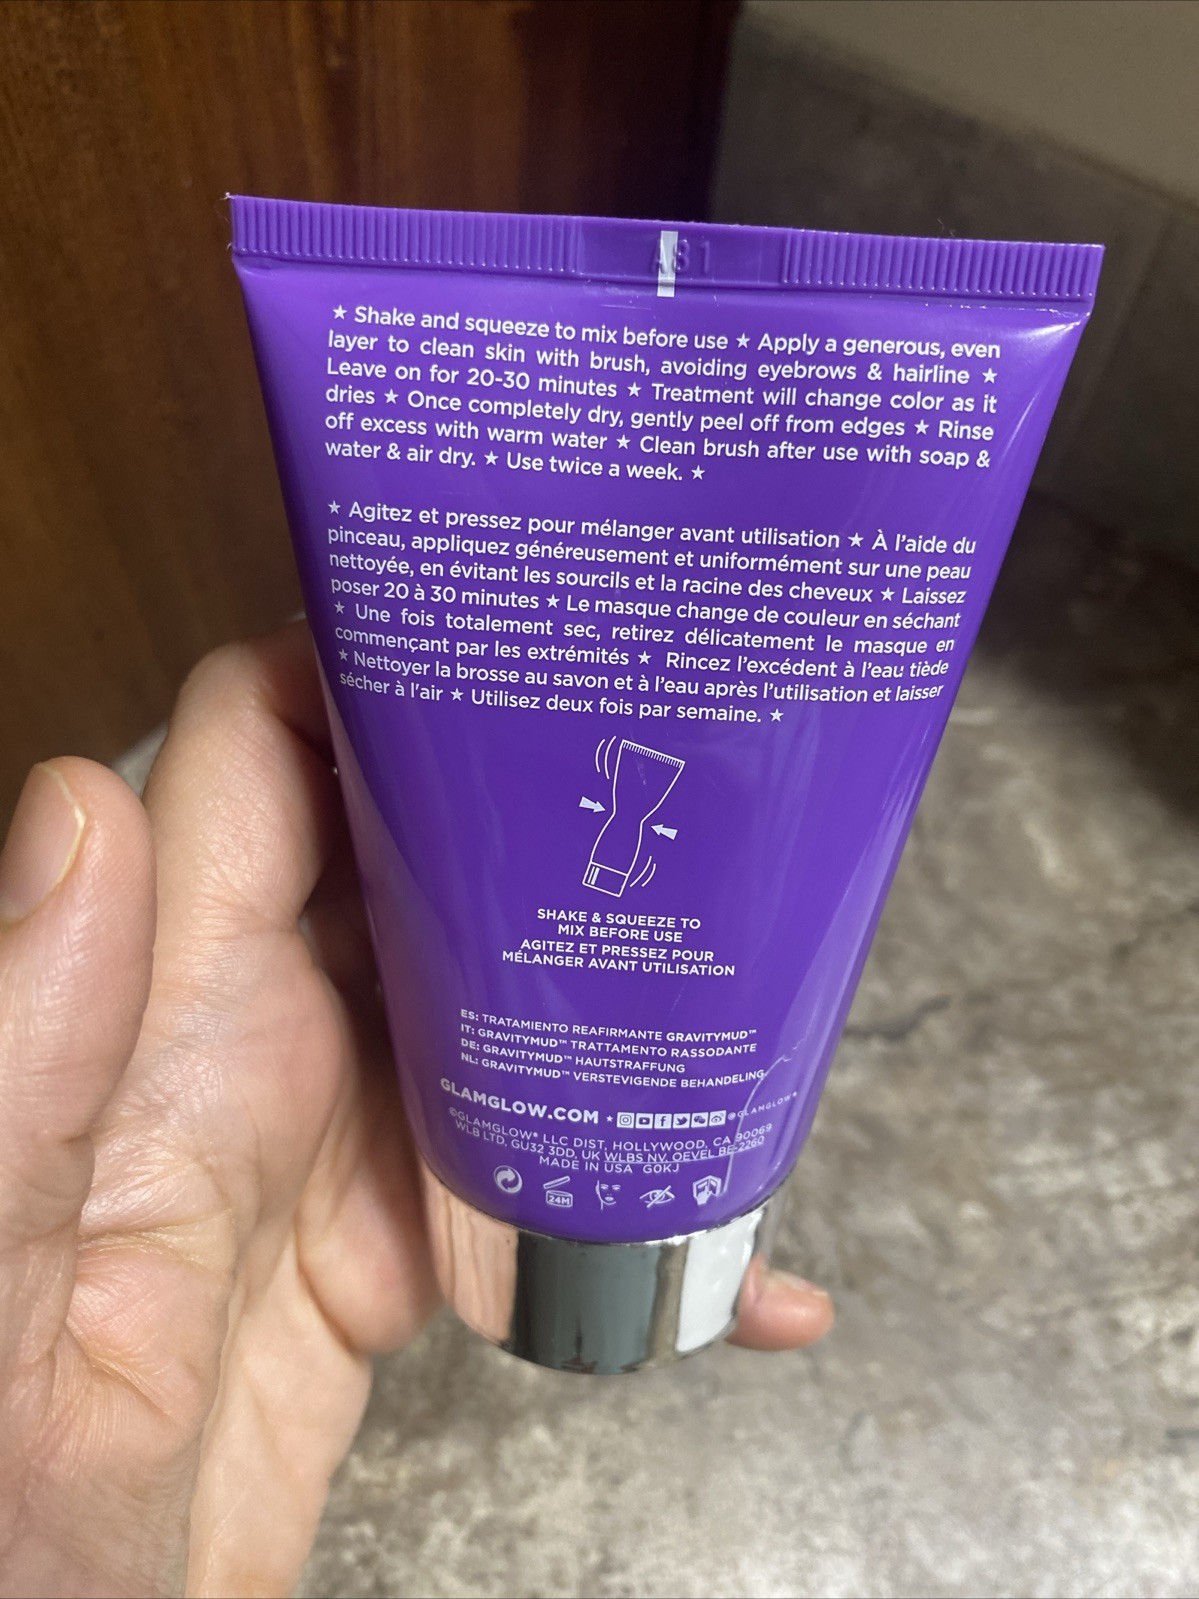 A81
★ Shake and squeeze to mix before use ★ Apply a generous, even
layer to clean skin with brush, avoiding eyebrows & hairline ★
Leave on for 20-30 minutes ★ Treatment will change color as it
dries ★ Once completely dry, gently peel off from edges ★ Rinse
off excess with warm water ★ Clean brush after use with soap &
water & air dry. ★ Use twice a week. ★
★ Agitez et pressez pour mélanger avant utilisation ★ À l'aide du
pinceau, appliquez généreusement et uniformément sur une peau
nettoyée, en évitant les sourcils et la racine des cheveux ★ Laissez
poser 20 à 30 minutes ★ Le masque change de couleur en séchant
★ Une fois totalement sec, retirez délicatement le masque en
commençant par les extrémités ★ Rincez l'excédent à l'eau tiède
★ Nettoyer la brosse au savon et à l'eau après l'utilisation et laisser
sécher à l'air ★ Utilisez deux fois par semaine. ★
SHAKE & SQUEEZE TO
MIX BEFORE USE
AGITEZ ET PRESSEZ POUR
MÉLANGER AVANT UTILISATION
ES: TRATAMIENTO REAFIRMANTE GRAVITYMUD™
IT: GRAVITYMUD™ TRATTAMENTO RASSODANTE
DE: GRAVITYMUD™ HAUTSTRAFFUNG
NL: GRAVITYMUD™ VERSTEVIGENDE BEHANDELING
GLAMGLOW.COM ★ @GLAMGLOW®
©GLAMGLOW® LLC DIST, HOLLYWOOD, CA 90069
WLB LTD, GU32 3DD, UK WLBS NV, OEVEL BE-2260
MADE IN USA G0KJ
24M